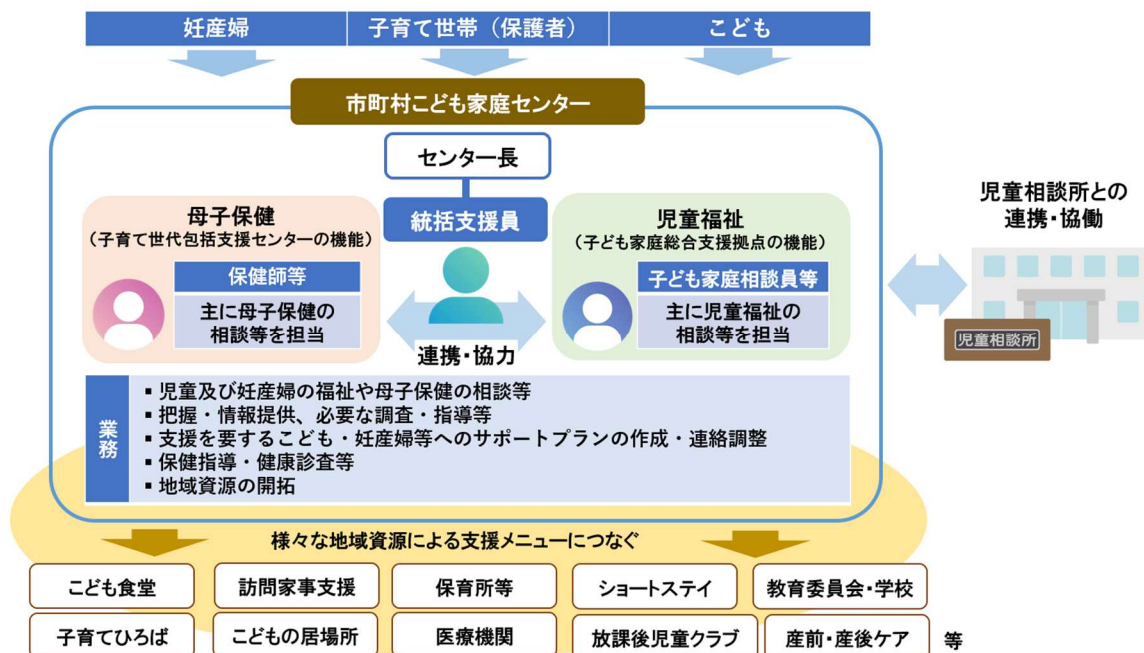 妊産婦
子育て世帯（保護者）
こども
市町村こども家庭センター
センター長
統括支援員
母子保健
（子育て世代包括支援センターの機能）
保健師等
主に母子保健の
相談等を担当
連携・協力
児童福祉
（子ども家庭総合支援拠点の機能）
子ども家庭相談員等
主に児童福祉の
相談等を担当
児童相談所との
連携・協働
児童相談所
業務
▪ 児童及び妊産婦の福祉や母子保健の相談等
▪ 把握・情報提供、必要な調査・指導等
▪ 支援を要するこども・妊産婦等へのサポートプランの作成・連絡調整
▪ 保健指導・健康診査等
▪ 地域資源の開拓
様々な地域資源による支援メニューにつなぐ
こども食堂
訪問家事支援
保育所等
ショートステイ
教育委員会・学校
子育てひろば
こどもの居場所
医療機関
放課後児童クラブ
産前・産後ケア
等